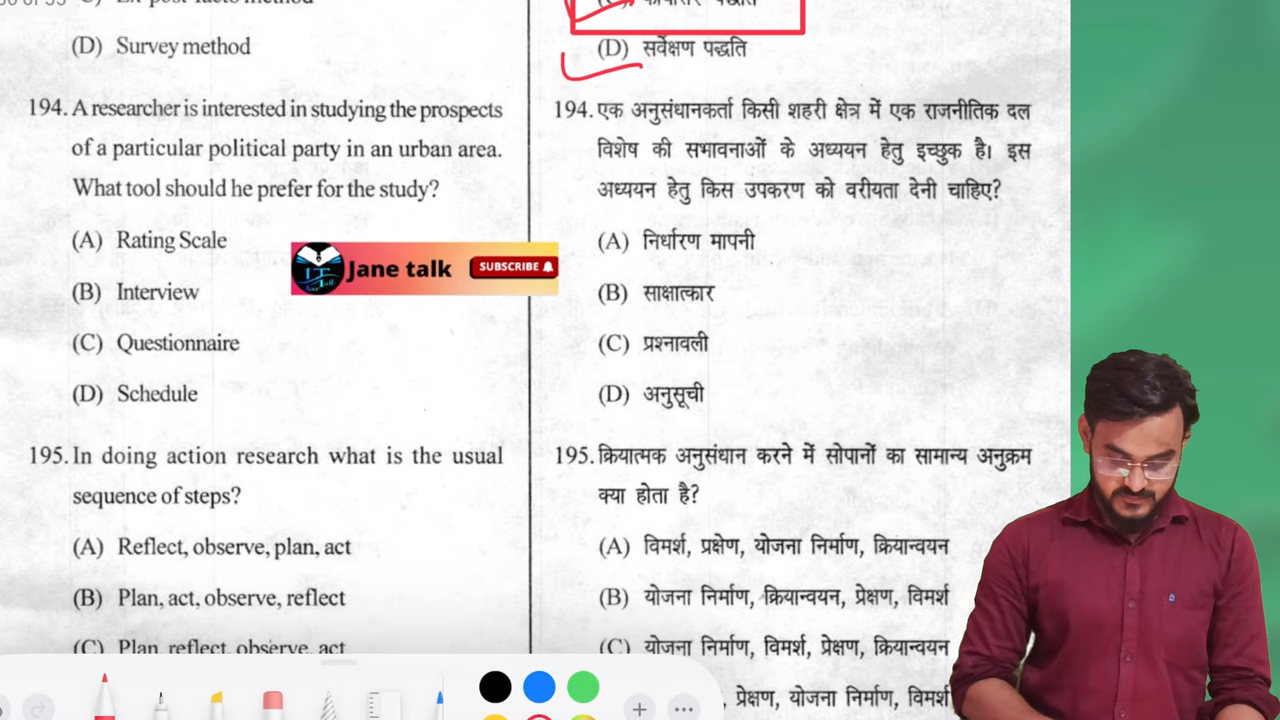 (D) Survey method
194. A researcher is interested in studying the prospects
of a particular political party in an urban area.
What tool should he prefer for the study?
(A) Rating Scale
(B) Interview
(C) Questionnaire
(D) Schedule
195. In doing action research what is the usual
sequence of steps?
(A) Reflect, observe, plan, act
(B) Plan, act, observe, reflect
(C) Plan, reflect, observe, act
(D) सर्वेक्षण पद्धति
194. एक अनुसंधानकर्ता किसी शहरी क्षेत्र में एक राजनीतिक दल
विशेष की सभावनाओं के अध्ययन हेतु इच्छुक है। इस
अध्ययन हेतु किस उपकरण को वरीयता देनी चाहिए?
(A) निर्धारण मापनी
(B) साक्षात्कार
(C) प्रश्नावली
(D) अनुसूची
195. क्रियात्मक अनुसंधान करने में सोपानों का सामान्य अनुक्रम
क्या होता है?
(A) विमर्श, प्रक्षेण, योजना निर्माण, क्रियान्वयन
(B) योजना निर्माण, क्रियान्वयन, प्रेक्षण, विमर्श
(C) योजना निर्माण, विमर्श, प्रेक्षण, क्रियान्वयन
प्रेक्षण, योजना निर्माण, विमर्श
Jane talk
SUBSCRIBE